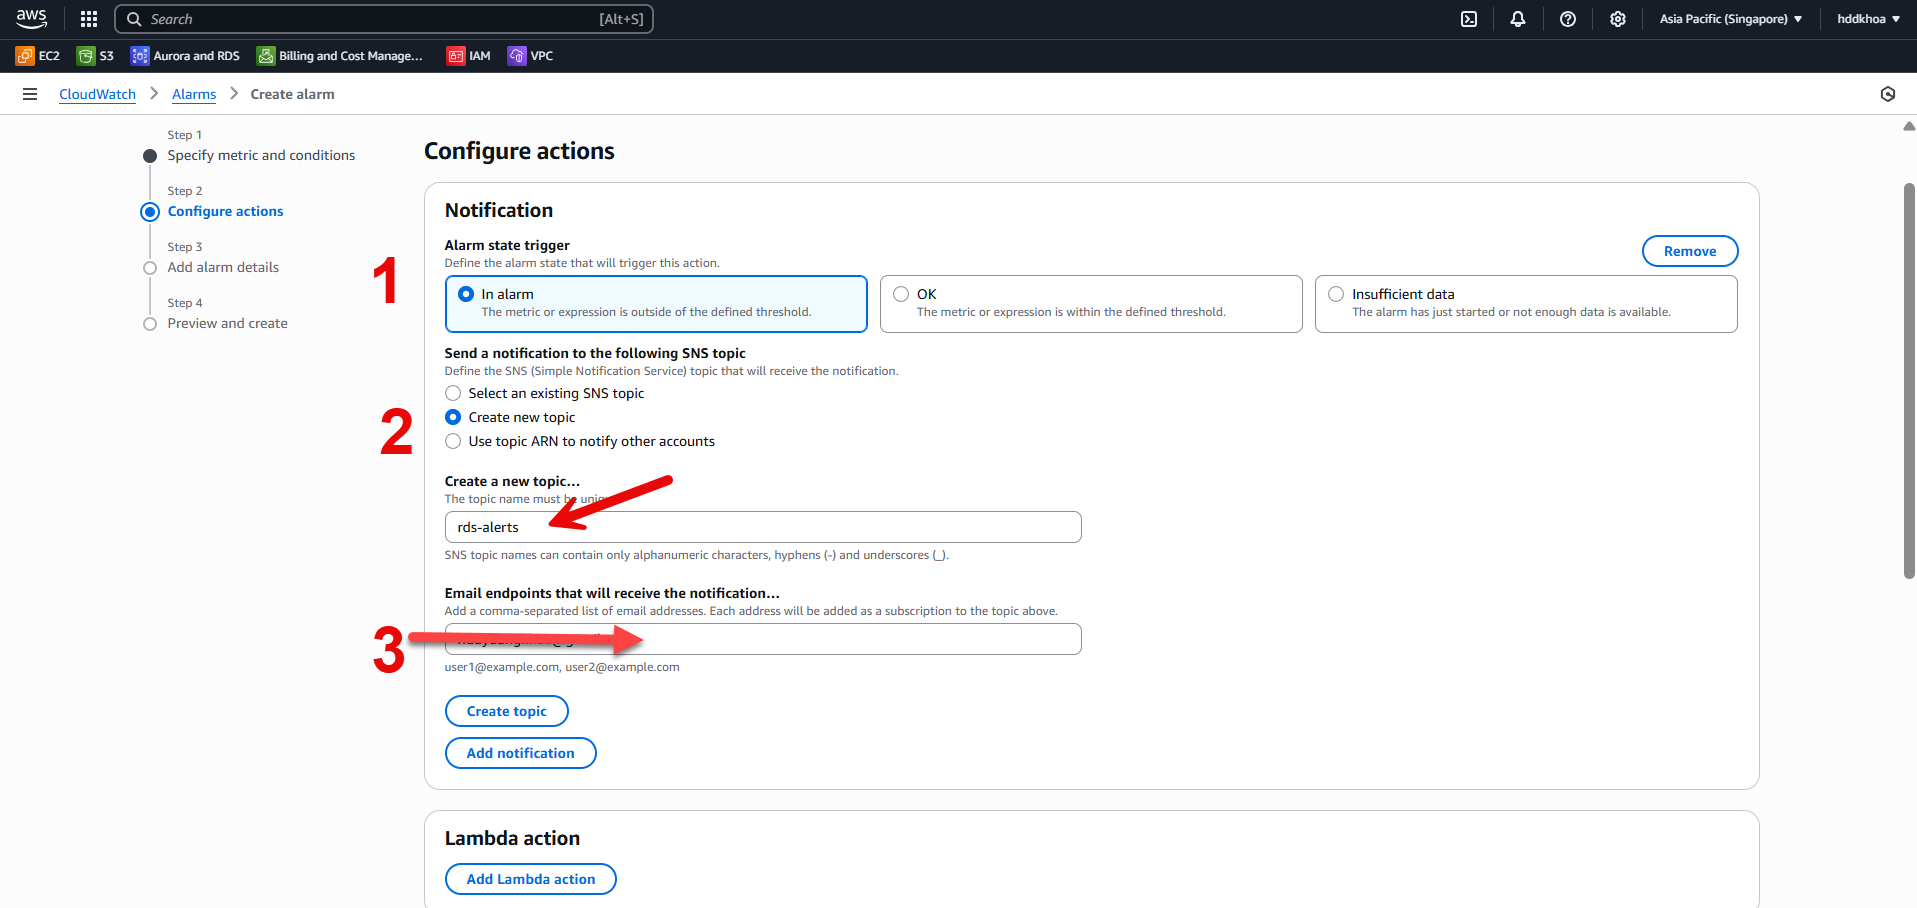 aws
Search
[Alt+S]
Asia Pacific (Singapore)
hddkhoa
EC2
S3
Aurora and RDS
Billing and Cost Manage...
IAM
VPC
CloudWatch
Alarms
Create alarm
Step 1
Specify metric and conditions
Step 2
Configure actions
Step 3
Add alarm details
Step 4
Preview and create
Configure actions
Notification
Alarm state trigger
Define the alarm state that will trigger this action.
Remove
1
In alarm
The metric or expression is outside of the defined threshold.
OK
The metric or expression is within the defined threshold.
Insufficient data
The alarm has just started or not enough data is available.
Send a notification to the following SNS topic
Define the SNS (Simple Notification Service) topic that will receive the notification.
Select an existing SNS topic
2
Create new topic
Use topic ARN to notify other accounts
Create a new topic...
The topic name must be
rds-alerts
SNS topic names can contain only alphanumeric characters, hyphens (-) and underscores (_).
Email endpoints that will receive the notification...
Add a comma-separated list of email addresses. Each address will be added as a subscription to the topic above.
3
user1@example.com, user2@example.com
Create topic
Add notification
Lambda action
Add Lambda action